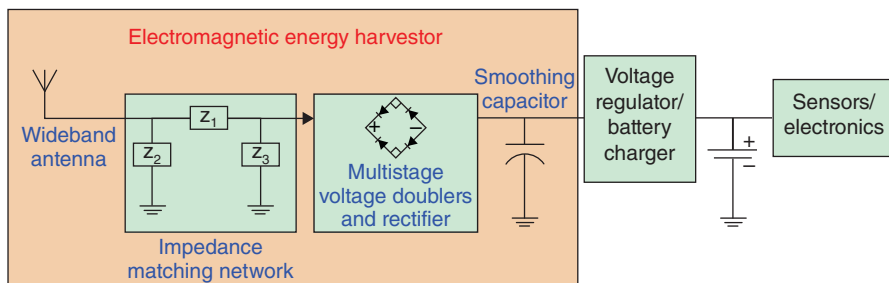 Electromagnetic energy harvestor
Wideband
antenna
Z1
Z2
Z3
Impedance
matching network
+
−
Multistage
voltage doublers
and rectifier
Smoothing
capacitor
Voltage
regulator/
battery
charger
+
−
Sensors/
electronics